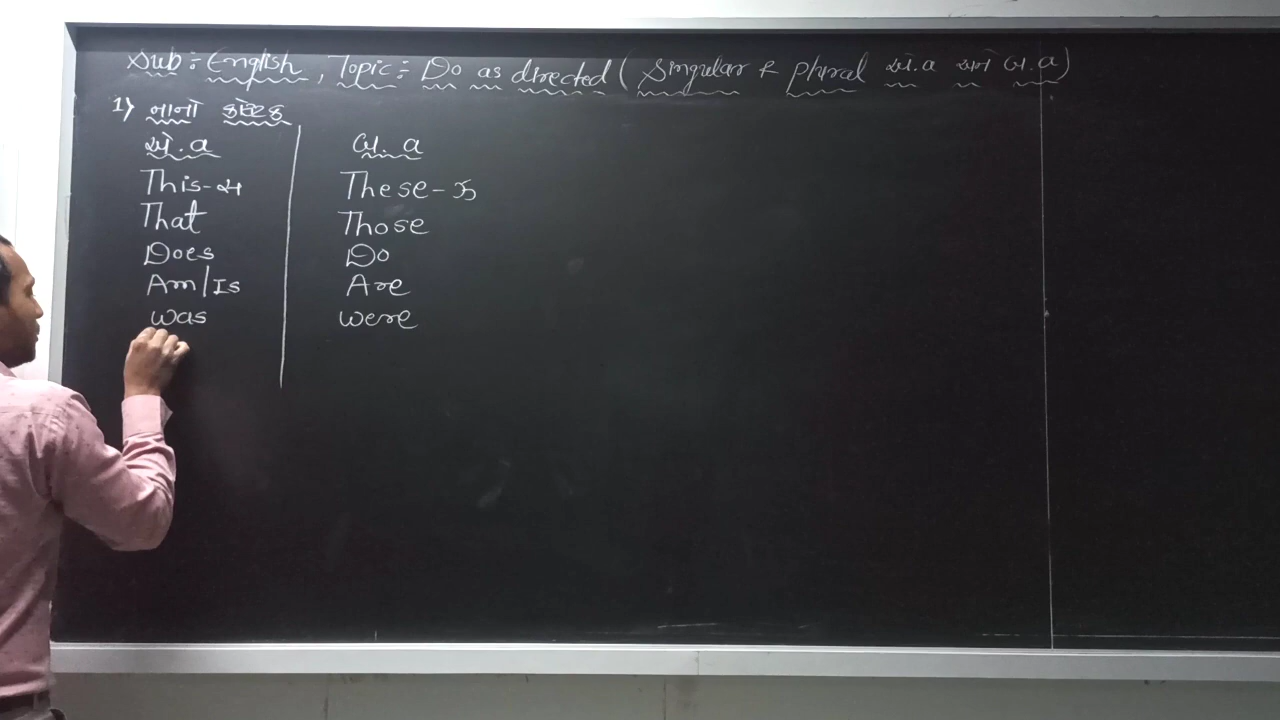 Sub :- English, Topic :- Do as directed ( Singular & plural એ.વ અને બ.વ )
1) નાનો કોષ્ટક
એ.વ બ.વ
This - આ These - ઝ
That Those
Does Do
Am/Is Are
was were